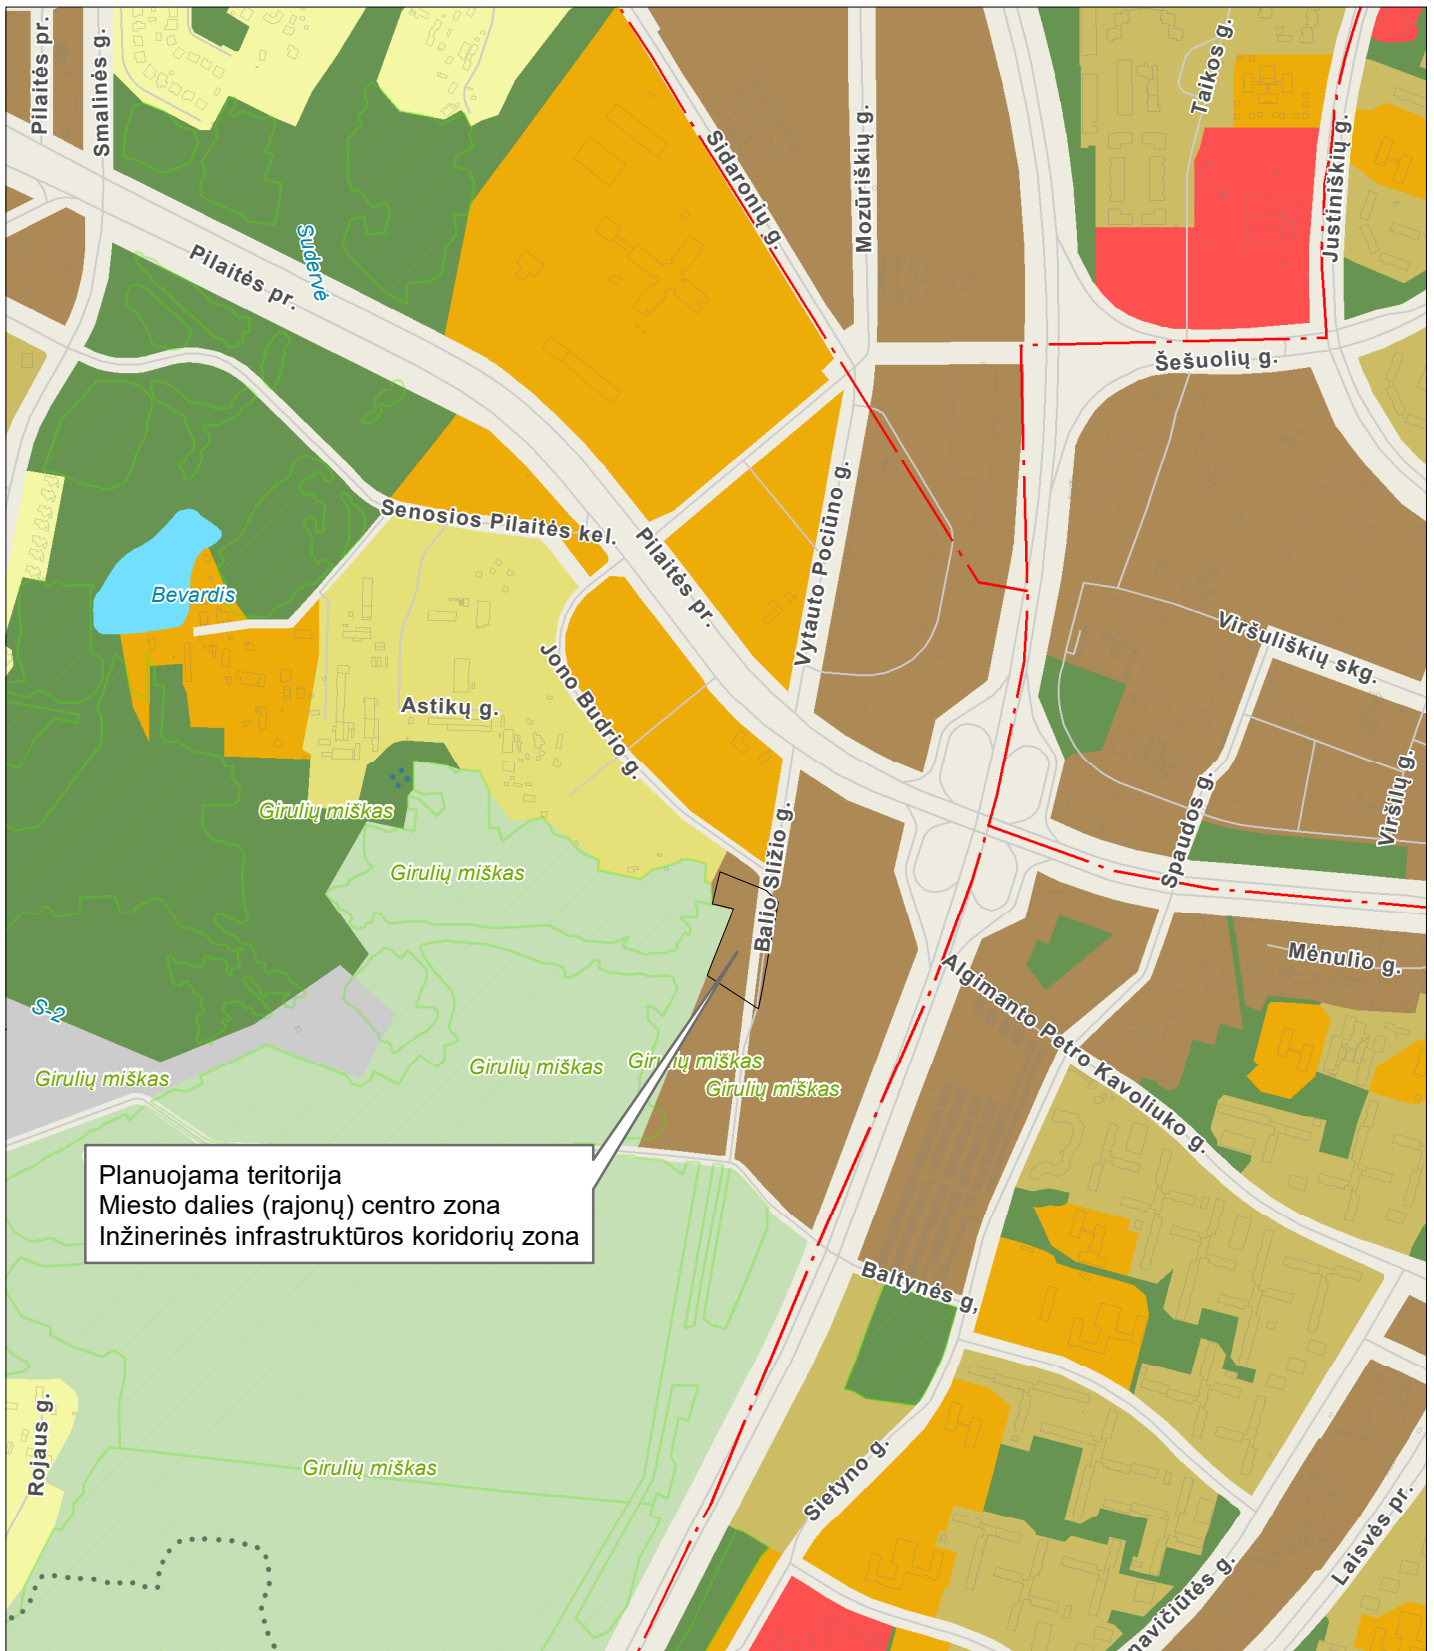 Pilaitės pr.
Smalinės g.
Taikos g.
Justiniškių g.
Sidaronių g.
Mozūriškių g.
Sudervė
Pilaitės pr.
Šešuolių g.
Senosios Pilaitės kel.
Pilaitės pr.
Vytauto Pociūno g.
Bevardis
Viršuliškių skg.
Jono Budrio g.
Astikų g.
Spaudos g.
Viršilų g.
Girulių miškas
Balio Sližio g.
Girulių miškas
Mėnulio g.
Algimanto Petro Kavoliuko g.
S-2
Girulių miškas
Girulių miškas
Girulių miškas
Girulių miškas
Planuojama teritorija
Miesto dalies (rajonų) centro zona
Inžinerinės infrastruktūros koridorių zona
Baltynės g,
Rojaus g.
Girulių miškas
Sietyno g.
Laisvės pr.
navičiūtės g.